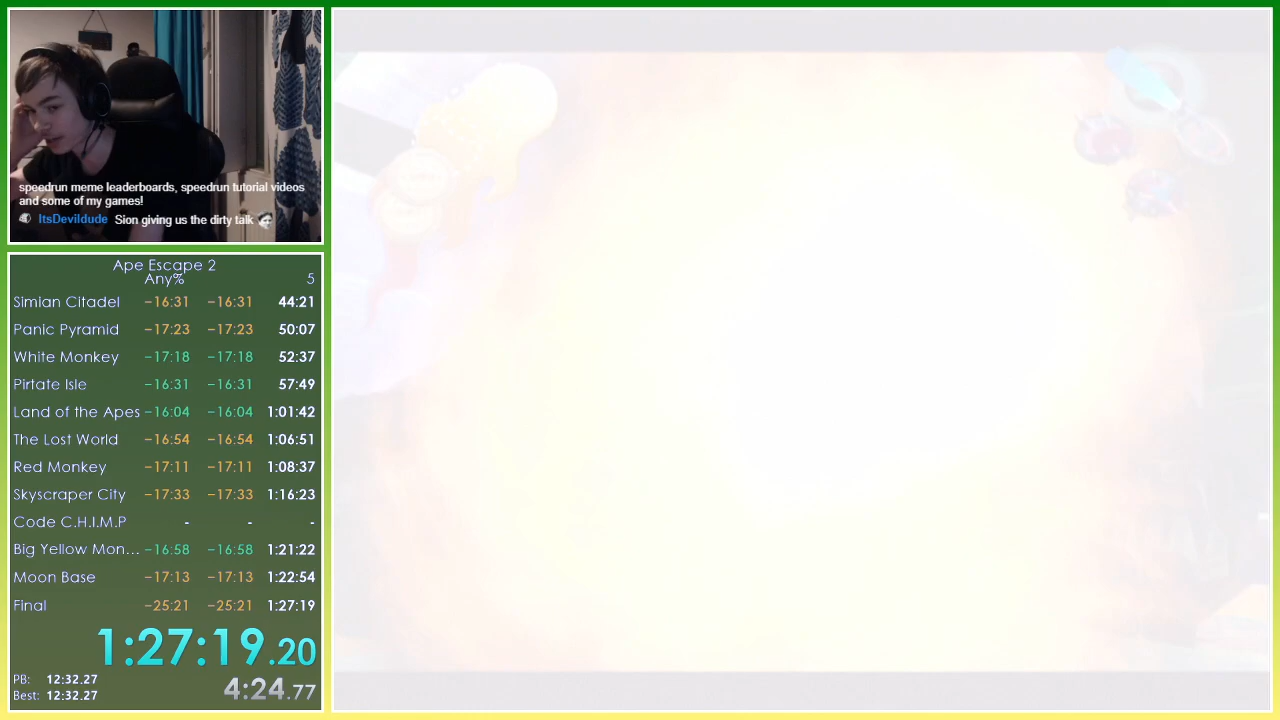 speedrun meme leaderboards, speedrun tutorial videos
and some of my games!
ItsDevildude Sion giving us the dirty talk
Ape Escape 2
Any% 5
Simian Citadel −16:31 −16:31 44:21
Panic Pyramid −17:23 −17:23 50:07
White Monkey −17:18 −17:18 52:37
Pirtate Isle −16:31 −16:31 57:49
Land of the Apes −16:04 −16:04 1:01:42
The Lost World −16:54 −16:54 1:06:51
Red Monkey −17:11 −17:11 1:08:37
Skyscraper City −17:33 −17:33 1:16:23
Code C.H.I.M.P - - -
Big Yellow Mon... −16:58 −16:58 1:21:22
Moon Base −17:13 −17:13 1:22:54
Final −25:21 −25:21 1:27:19
1:27:19.20
PB: 12:32.27
Best: 12:32.27
4:24.77